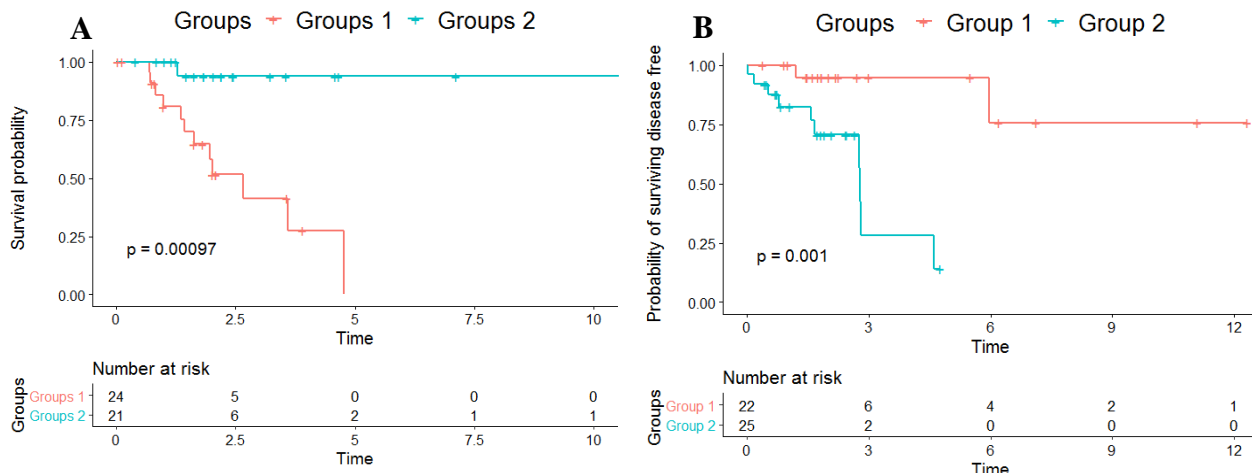 A
Groups Groups 1 Groups 2
Survival probability
1.00
0.75
0.50
0.25
0.00
p = 0.00097
0 2.5 5 7.5 10
Time
Number at risk
Groups
Groups 1 24 5 0 0 0
Groups 2 21 6 2 1 1
0 2.5 5 7.5 10
Time
B
Groups Group 1 Group 2
Probability of surviving disease free
1.00
0.75
0.50
0.25
0.00
p = 0.001
0 3 6 9 12
Time
Number at risk
Groups
Group 1 22 6 4 2 1
Group 2 25 2 0 0 0
0 3 6 9 12
Time